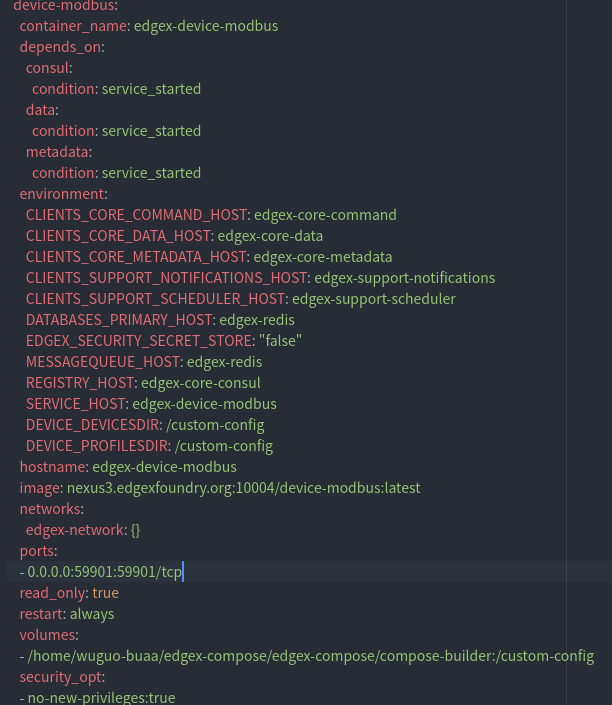 device-modbus:
container_name: edgex-device-modbus
depends_on:
consul:
condition: service_started
data:
condition: service_started
metadata:
condition: service_started
environment:
CLIENTS_CORE_COMMAND_HOST: edgex-core-command
CLIENTS_CORE_DATA_HOST: edgex-core-data
CLIENTS_CORE_METADATA_HOST: edgex-core-metadata
CLIENTS_SUPPORT_NOTIFICATIONS_HOST: edgex-support-notifications
CLIENTS_SUPPORT_SCHEDULER_HOST: edgex-support-scheduler
DATABASES_PRIMARY_HOST: edgex-redis
EDGEX_SECURITY_SECRET_STORE: "false"
MESSAGEQUEUE_HOST: edgex-redis
REGISTRY_HOST: edgex-core-consul
SERVICE_HOST: edgex-device-modbus
DEVICE_DEVICESDIR: /custom-config
DEVICE_PROFILESDIR: /custom-config
hostname: edgex-device-modbus
image: nexus3.edgexfoundry.org:10004/device-modbus:latest
networks:
edgex-network: {}
ports:
- 0.0.0.0:59901:59901/tcp
read_only: true
restart: always
volumes:
- /home/wuguo-buaa/edgex-compose/edgex-compose/compose-builder:/custom-config
security_opt:
- no-new-privileges:true